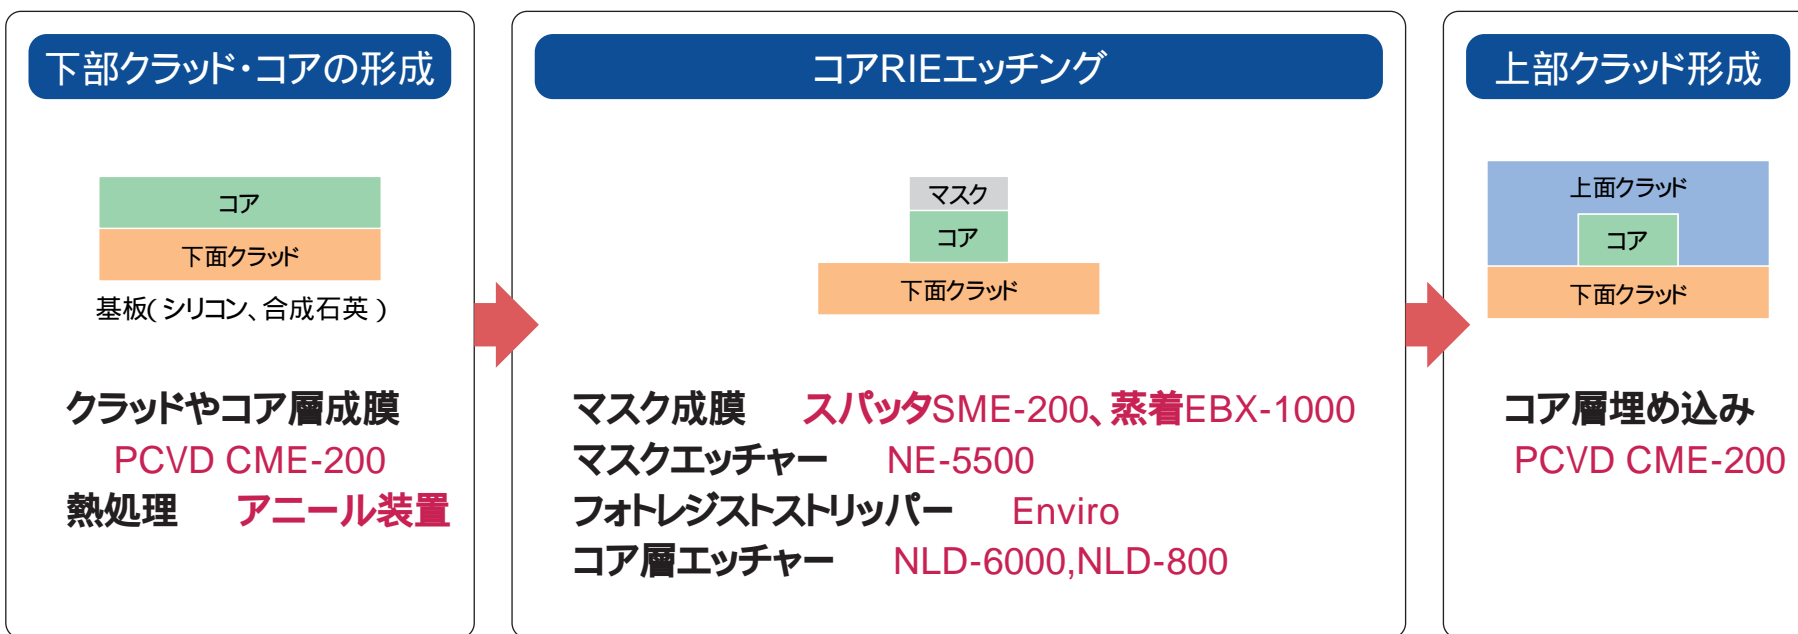 下部クラッド・コアの形成
コア
下面クラッド
基板(シリコン、合成石英)
クラッドやコア層成膜
PCVD CME-200
熱処理 アニール装置
コアRIEエッチング
マスク
コア
下面クラッド
マスク成膜 スパッタSME-200、蒸着EBX-1000
マスクエッチャー NE-5500
フォトレジストストリッパー Enviro
コア層エッチャー NLD-6000,NLD-800
上部クラッド形成
上面クラッド
コア
下面クラッド
コア層埋め込み
PCVD CME-200